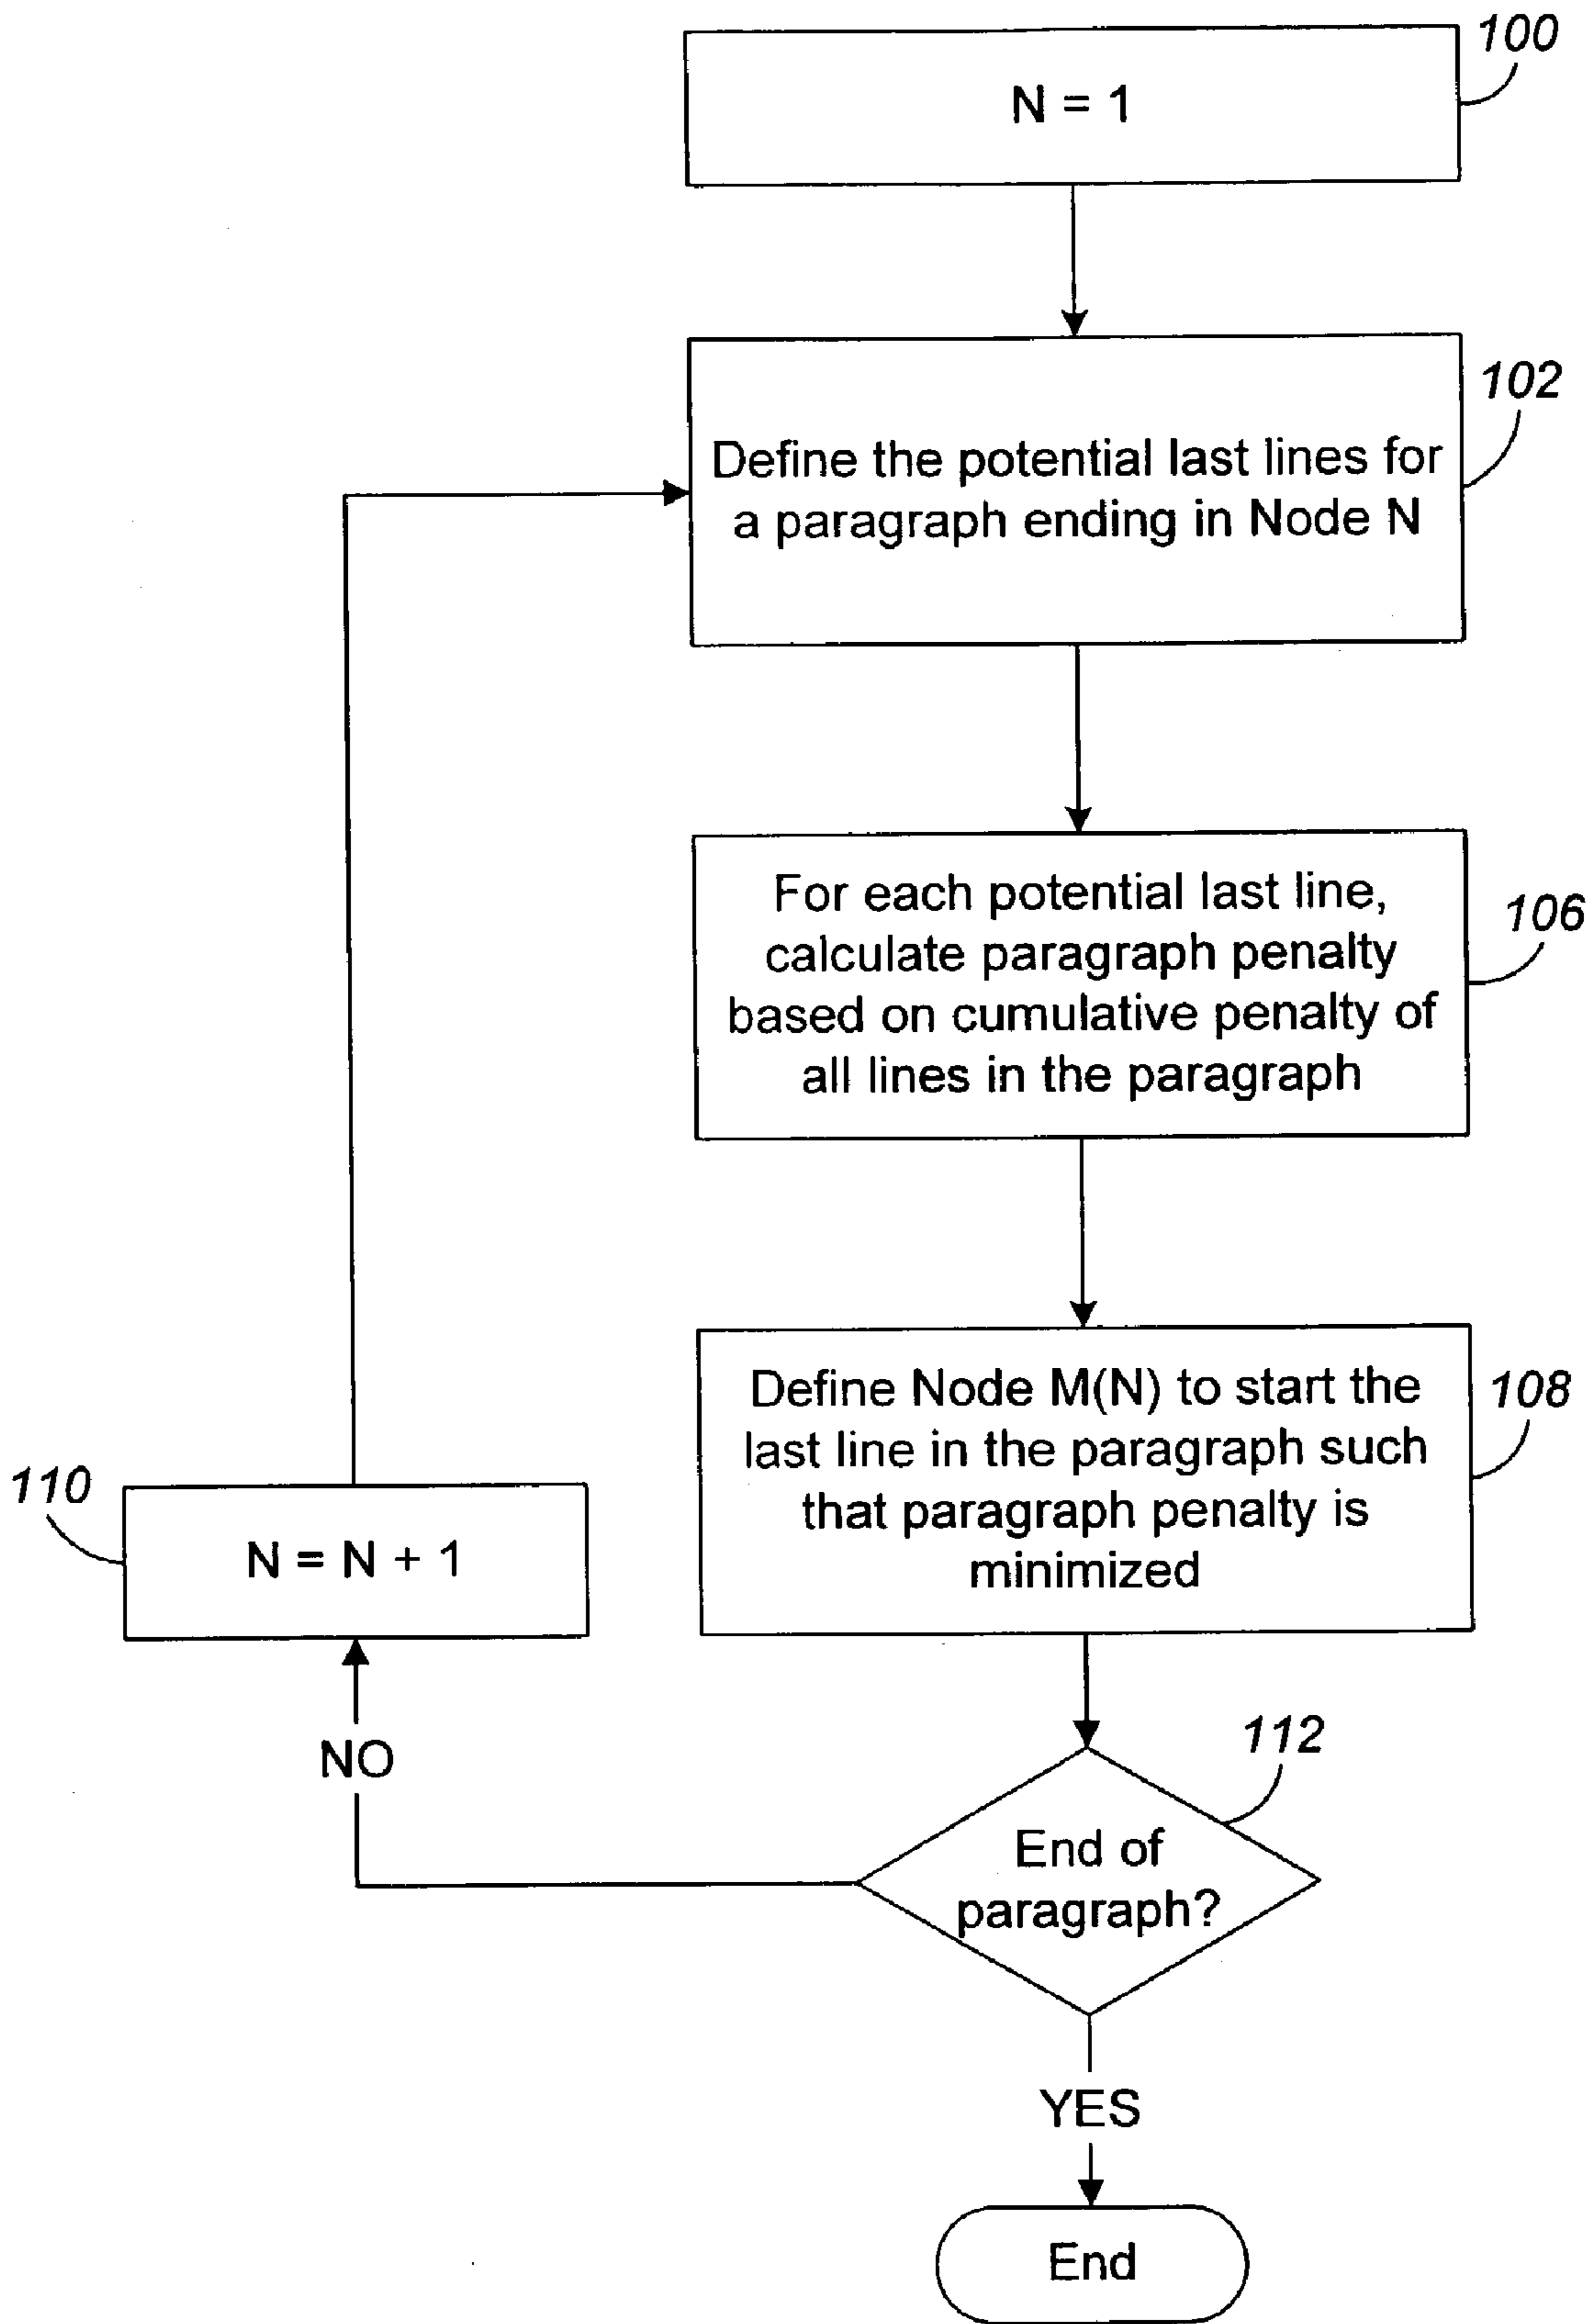 100
N = 1
102
Define the potential last lines for
a paragraph ending in Node N
106
For each potential last line,
calculate paragraph penalty
based on cumulative penalty of
all lines in the paragraph
108
Define Node M(N) to start the
last line in the paragraph such
that paragraph penalty is
minimized
110
N = N + 1
NO
112
End of
paragraph?
YES
End